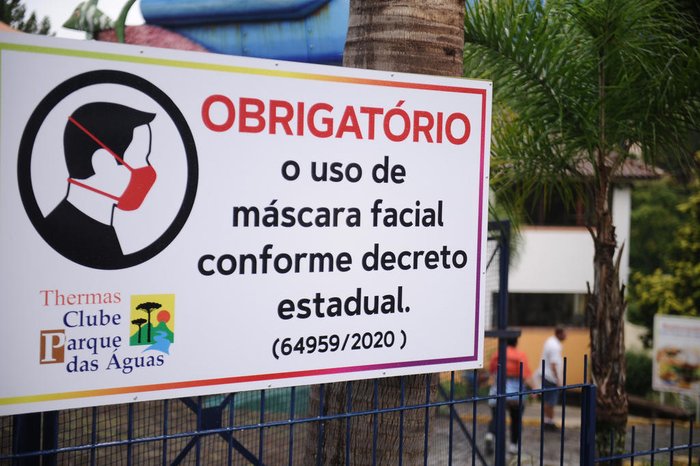 OBRIGATÓRIO
o uso de
máscara facial
conforme decreto
estadual.
(64959/2020 )
Thermas
Clube
Parque
das Águas